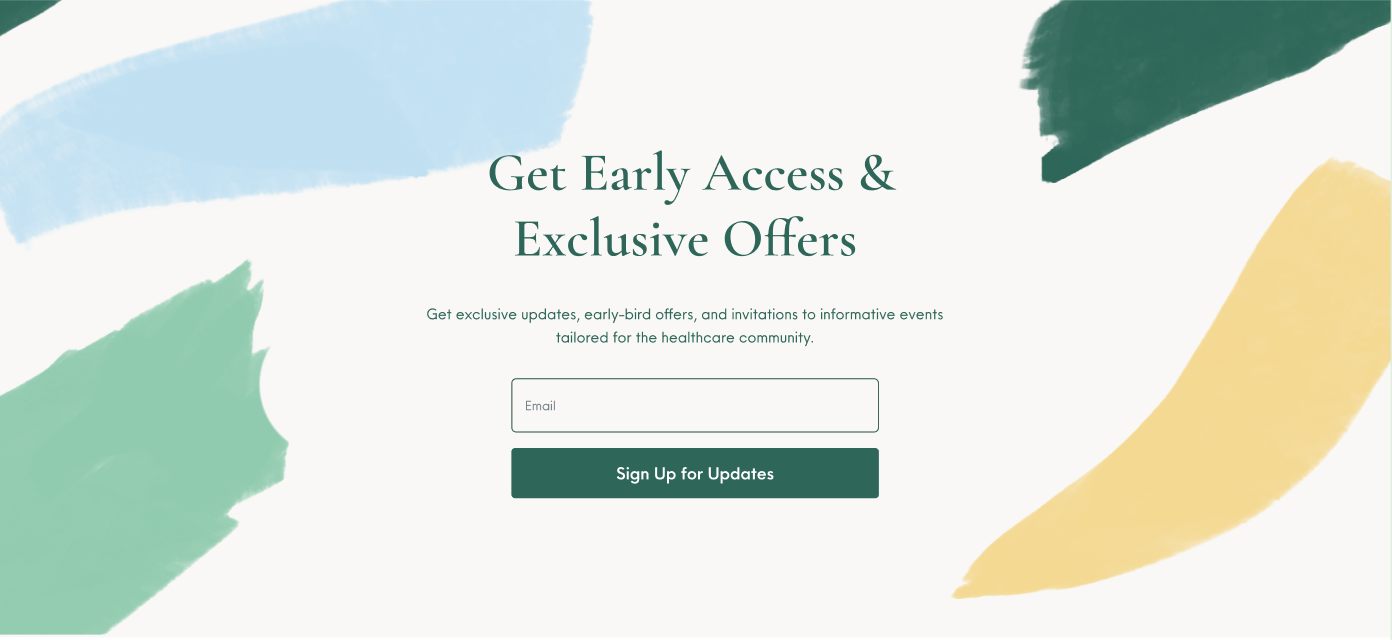 Get Early Access &
Exclusive Offers
Get exclusive updates, early-bird offers, and invitations to informative events
tailored for the healthcare community.
Email
Sign Up for Updates